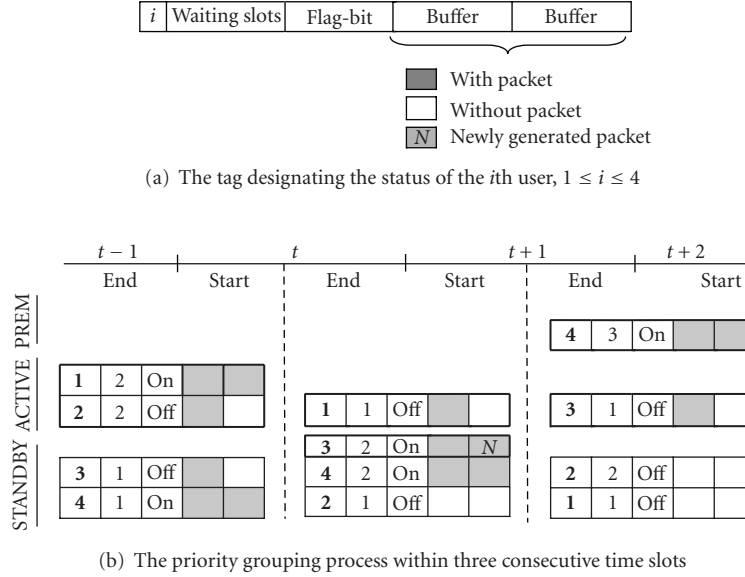 i Waiting slots Flag-bit Buffer Buffer
With packet
Without packet
N Newly generated packet
(a) The tag designating the status of the ith user, 1 ≤ i ≤ 4
t − 1 t t + 1 t + 2
End Start End Start End Start
PREM
4 3 On
ACTIVE
1 2 On
2 2 Off
1 1 Off
3 1 Off
STANDBY
3 1 Off
4 1 On
3 2 On N
4 2 On
2 1 Off
2 2 Off
1 1 Off
(b) The priority grouping process within three consecutive time slots